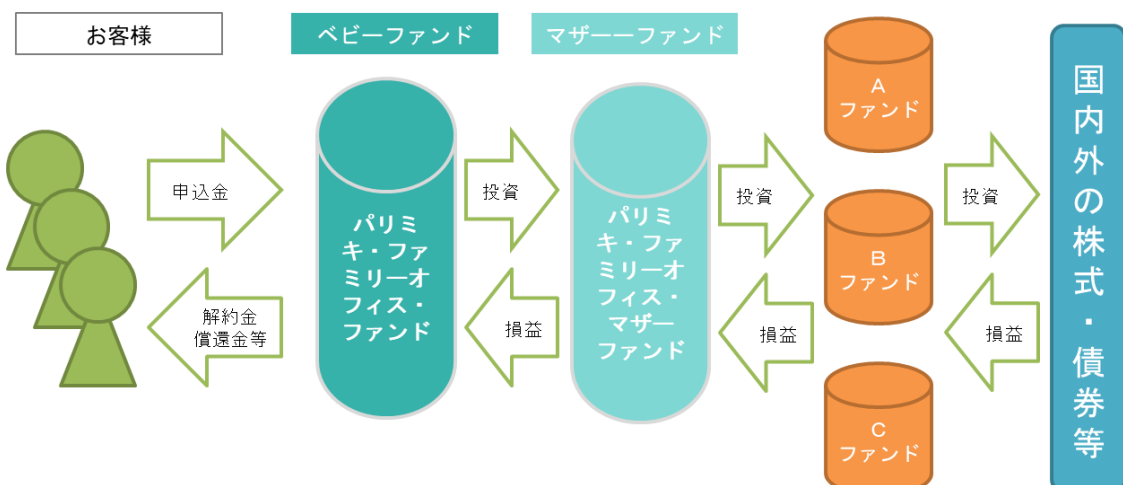 お客様
ベビーファンド
マザーーファンド
申込金
解約金
償還金等
パリミ
キ・ファ
ミリーオ
フィス・
ファンド
投資
損益
パリミ
キ・ファ
ミリーオ
フィス・
マザー
ファンド
投資
損益
A
ファンド
B
ファンド
C
ファンド
投資
損益
国内外の株式・債券等